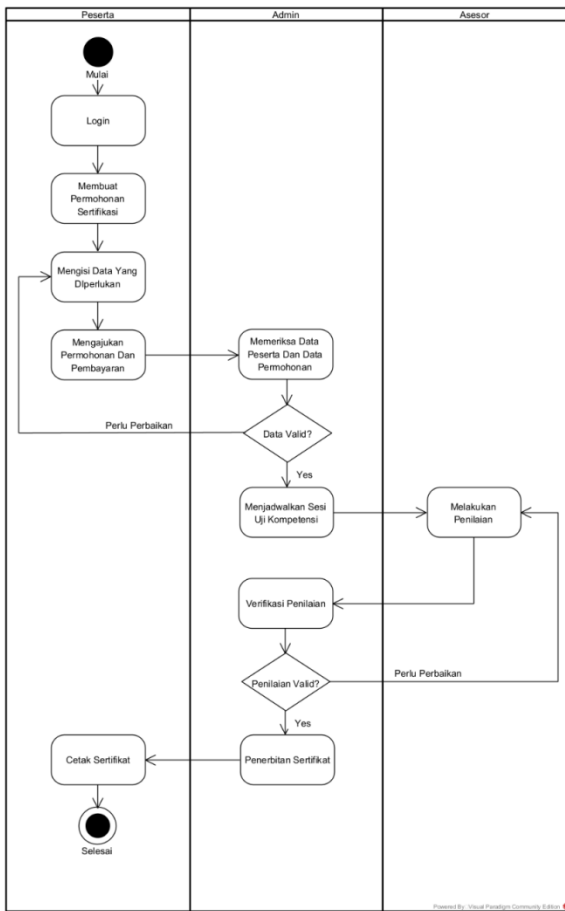 Peserta
Admin
Asesor
Mulai
Login
Membuat
Permohonan
Sertifikasi
Mengisi Data Yang
DIperlukan
Mengajukan
Permohonan Dan
Pembayaran
Memeriksa Data
Peserta Dan Data
Permohonan
Perlu Perbaikan
Data Valid?
Yes
Menjadwalkan Sesi
Uji Kompetensi
Melakukan
Penilaian
Verifikasi Penilaian
Penilaian Valid?
Perlu Perbaikan
Yes
Cetak Sertifikat
Penerbitan Sertifikat
Selesai
Powered By: Visual Paradigm Community Edition